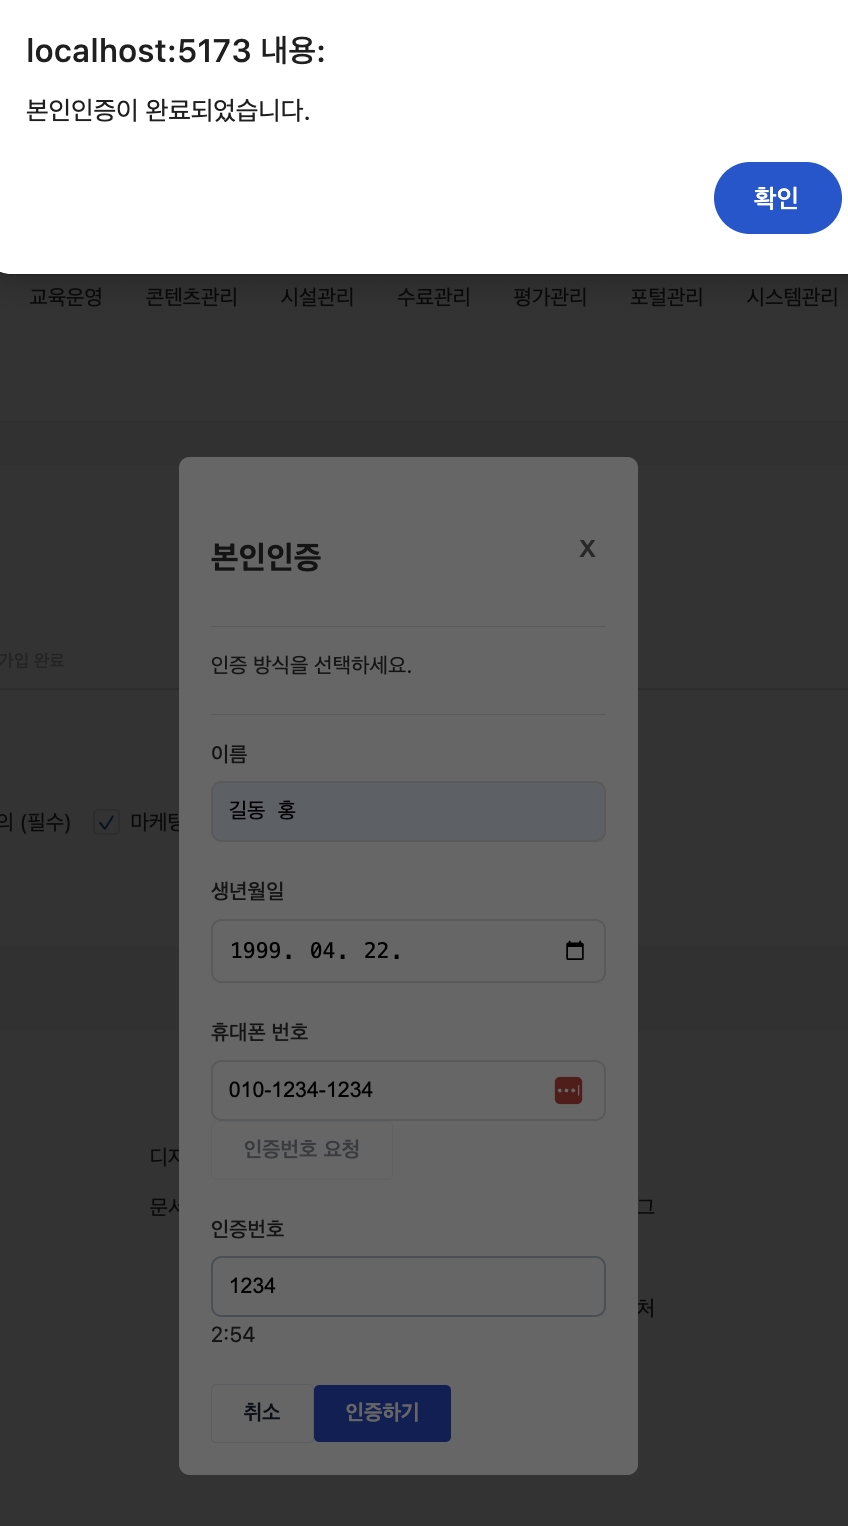 localhost:5173 내용:
본인인증이 완료되었습니다.
확인
교육운영 콘텐츠관리 시설관리 수료관리 평가관리 포털관리 시스템관리
본인인증 X
인증 방식을 선택하세요.
가입 완료
이름
길동 홍
의 (필수) 마케팅
생년월일
1999. 04. 22.
휴대폰 번호
010-1234-1234
인증번호 요청
디지
문서
그
인증번호
1234
처
2:54
취소 인증하기